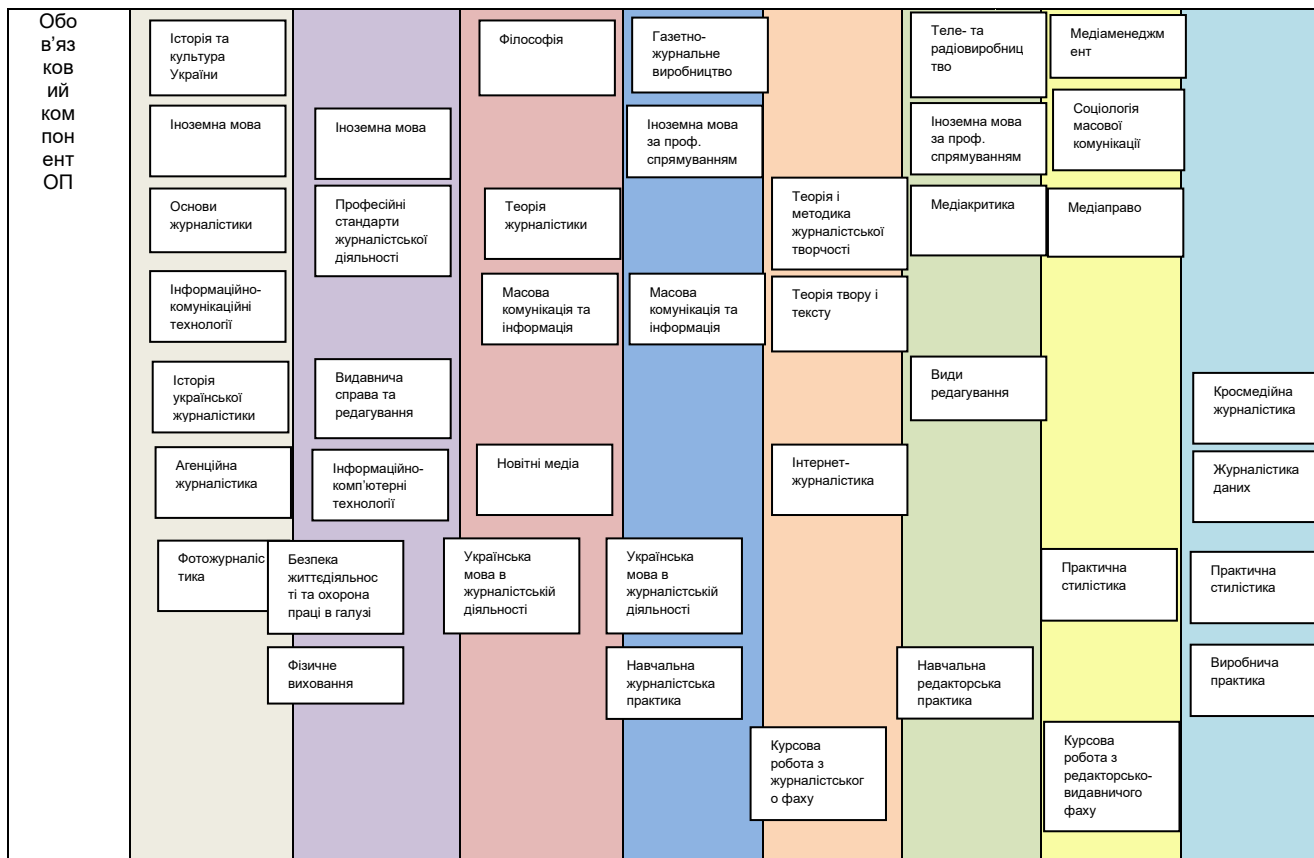 Обо
в’яз
ков
ий
ком
пон
ент
ОП
Історія та
культура
України
Іноземна мова
Основи
журналістики
Інформаційно-
комунікаційні
технології
Історія
української
журналістики
Агенційна
журналістика
Фотожурналіс
тика
Іноземна мова
Професійні
стандарти
журналістської
діяльності
Видавнича
справа та
редагування
Інформаційно-
комп’ютерні
технології
Безпека
життєдіяльнос
ті та охорона
праці в галузі
Фізичне
виховання
Філософія
Теорія
журналістики
Масова
комунікація та
інформація
Новітні медіа
Українська
мова в
журналістській
діяльності
Газетно-
журнальне
виробництво
Іноземна мова
за проф.
спрямуванням
Масова
комунікація та
інформація
Українська
мова в
журналістській
діяльності
Навчальна
журналістська
практика
Теорія і
методика
журналістської
творчості
Теорія твору і
тексту
Інтернет-
журналістика
Курсова
робота з
журналістськог
о фаху
Теле- та
радіовиробниц
тво
Іноземна мова
за проф.
спрямуванням
Медіакритика
Види
редагування
Навчальна
редакторська
практика
Медіаменеджм
ент
Соціологія
масової
комунікації
Медіаправо
Практична
стилістика
Курсова
робота з
редакторсько-
видавничого
фаху
Кросмедійна
журналістика
Журналістика
даних
Практична
стилістика
Виробнича
практика